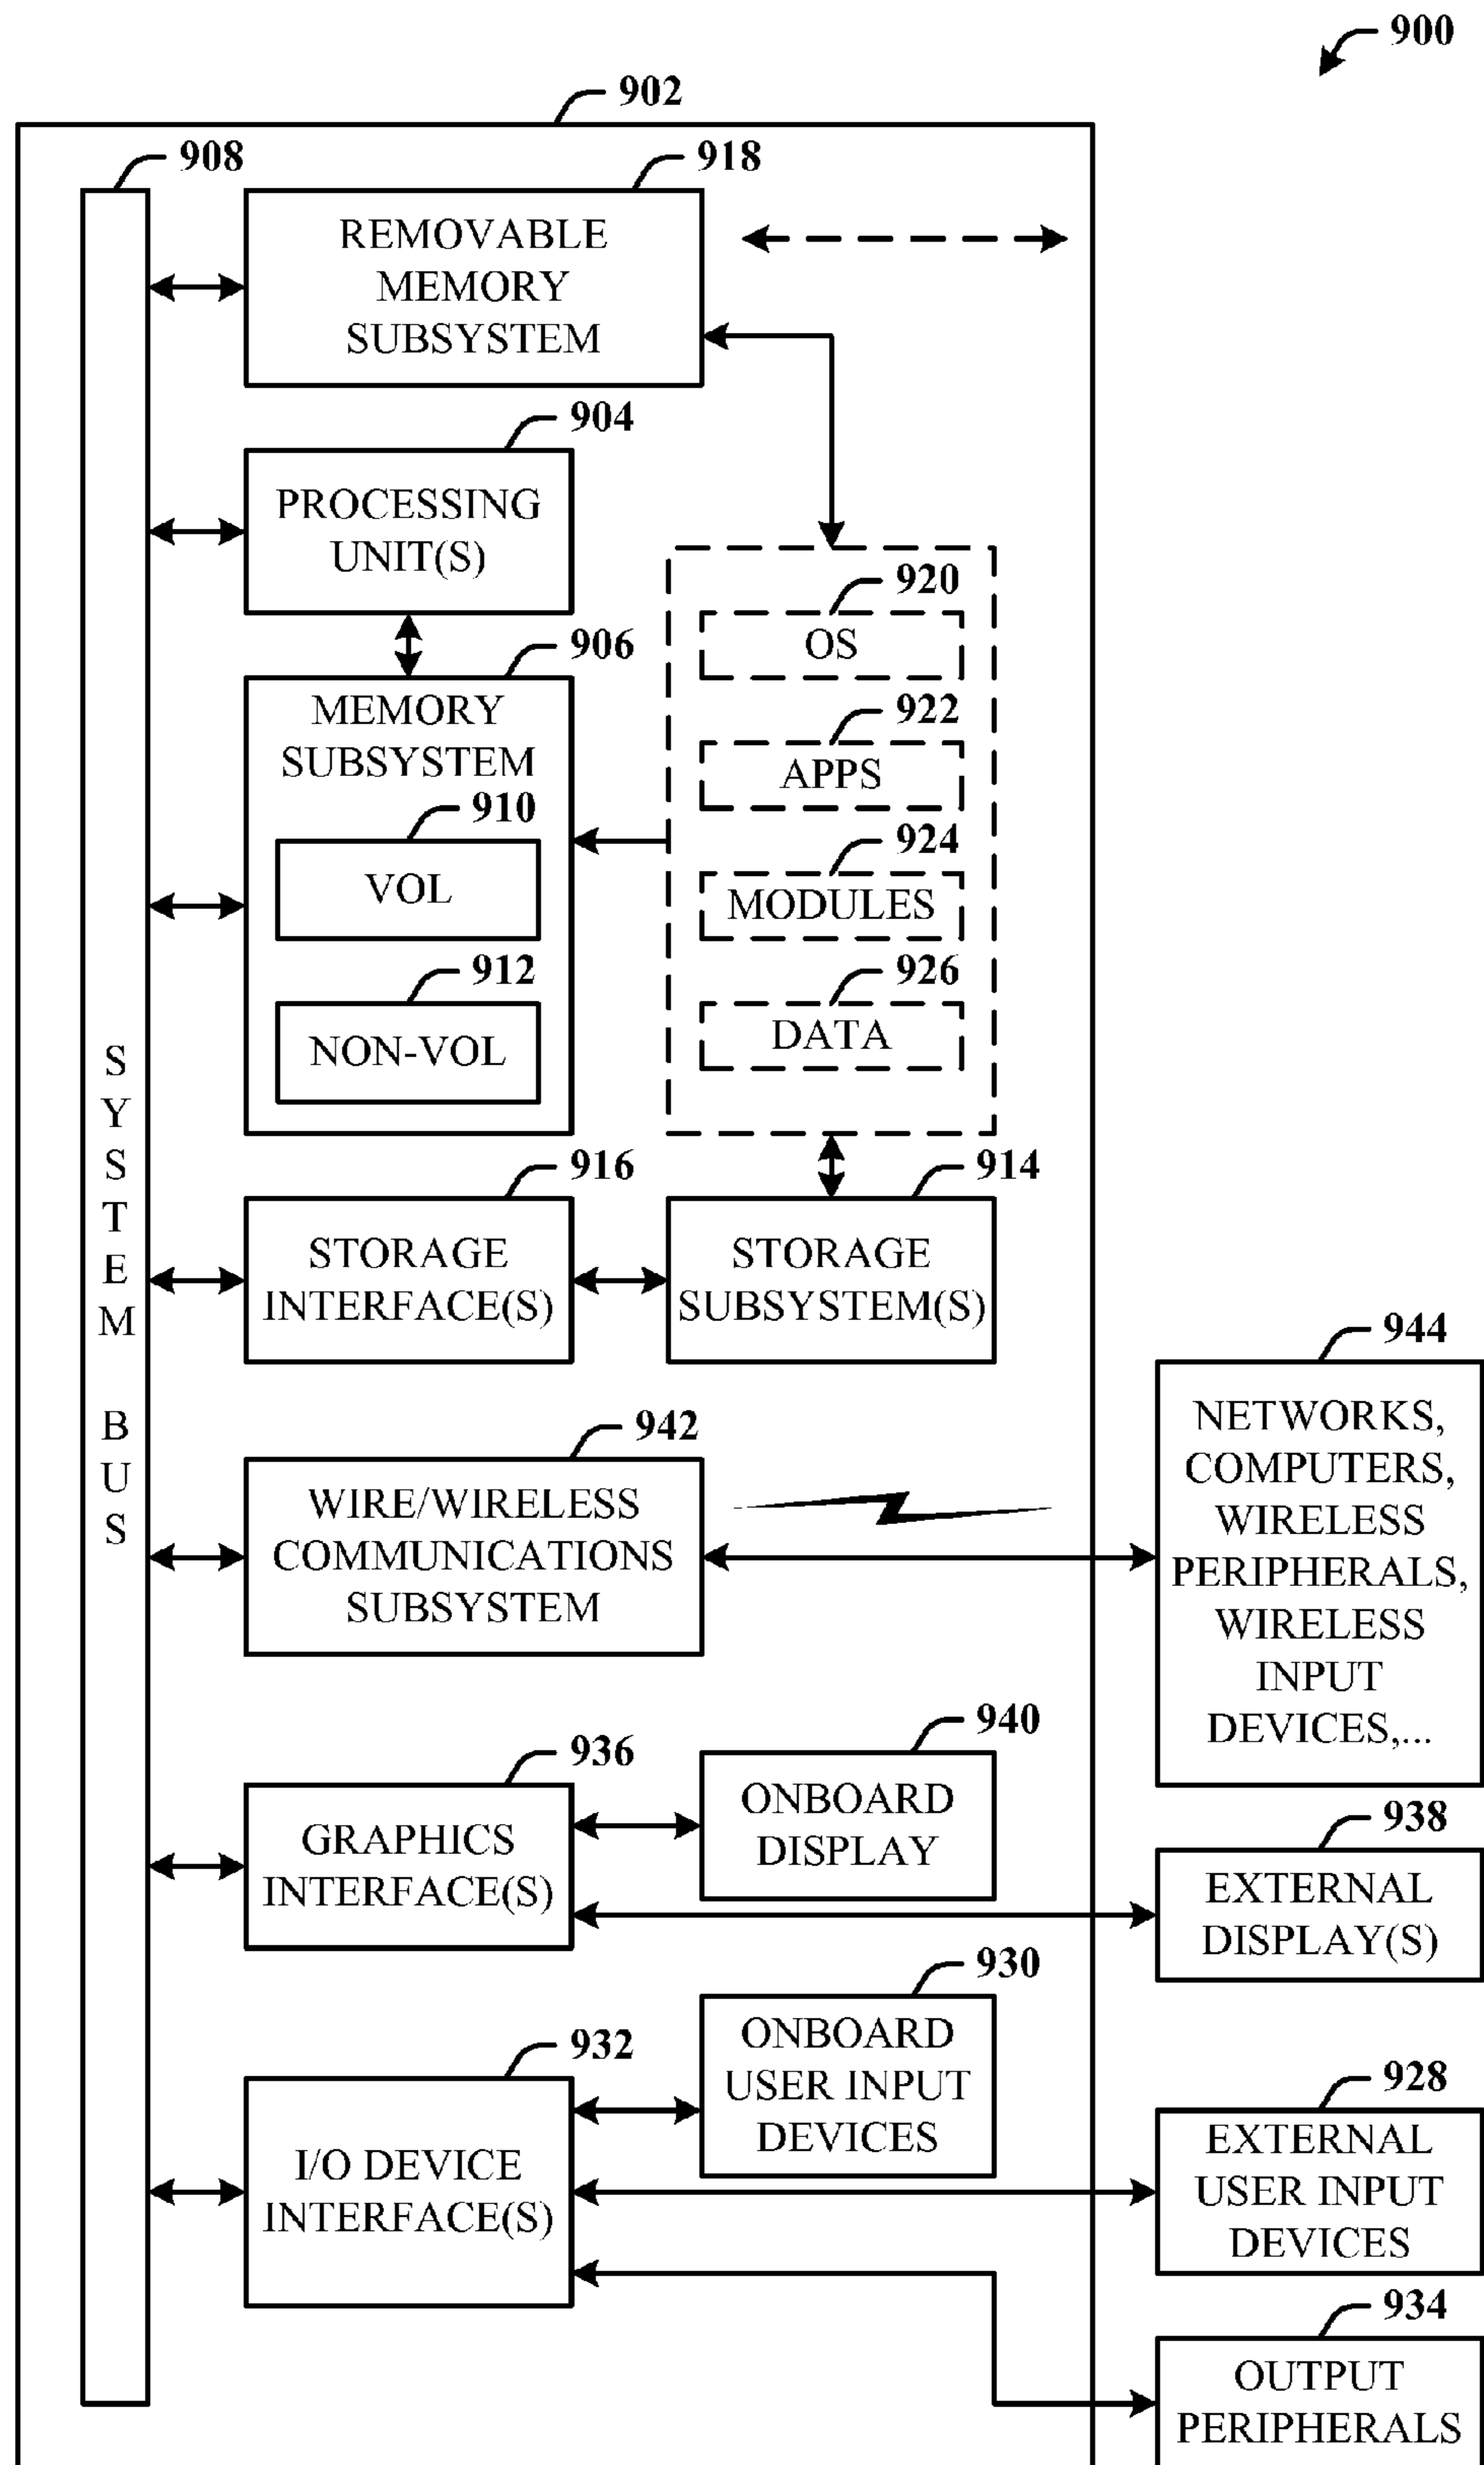 900
902
908
918
REMOVABLE
MEMORY
SUBSYSTEM
904
PROCESSING
UNIT(S)
920
OS
906
MEMORY
SUBSYSTEM
922
APPS
910
VOL
924
MODULES
912
NON-VOL
926
DATA
SYSTEM BUS
916
STORAGE
INTERFACE(S)
914
STORAGE
SUBSYSTEM(S)
944
NETWORKS,
COMPUTERS,
WIRELESS
PERIPHERALS,
WIRELESS
INPUT
DEVICES,...
942
WIRE/WIRELESS
COMMUNICATIONS
SUBSYSTEM
940
ONBOARD
DISPLAY
936
GRAPHICS
INTERFACE(S)
938
EXTERNAL
DISPLAY(S)
930
ONBOARD
USER INPUT
DEVICES
932
I/O DEVICE
INTERFACE(S)
928
EXTERNAL
USER INPUT
DEVICES
934
OUTPUT
PERIPHERALS